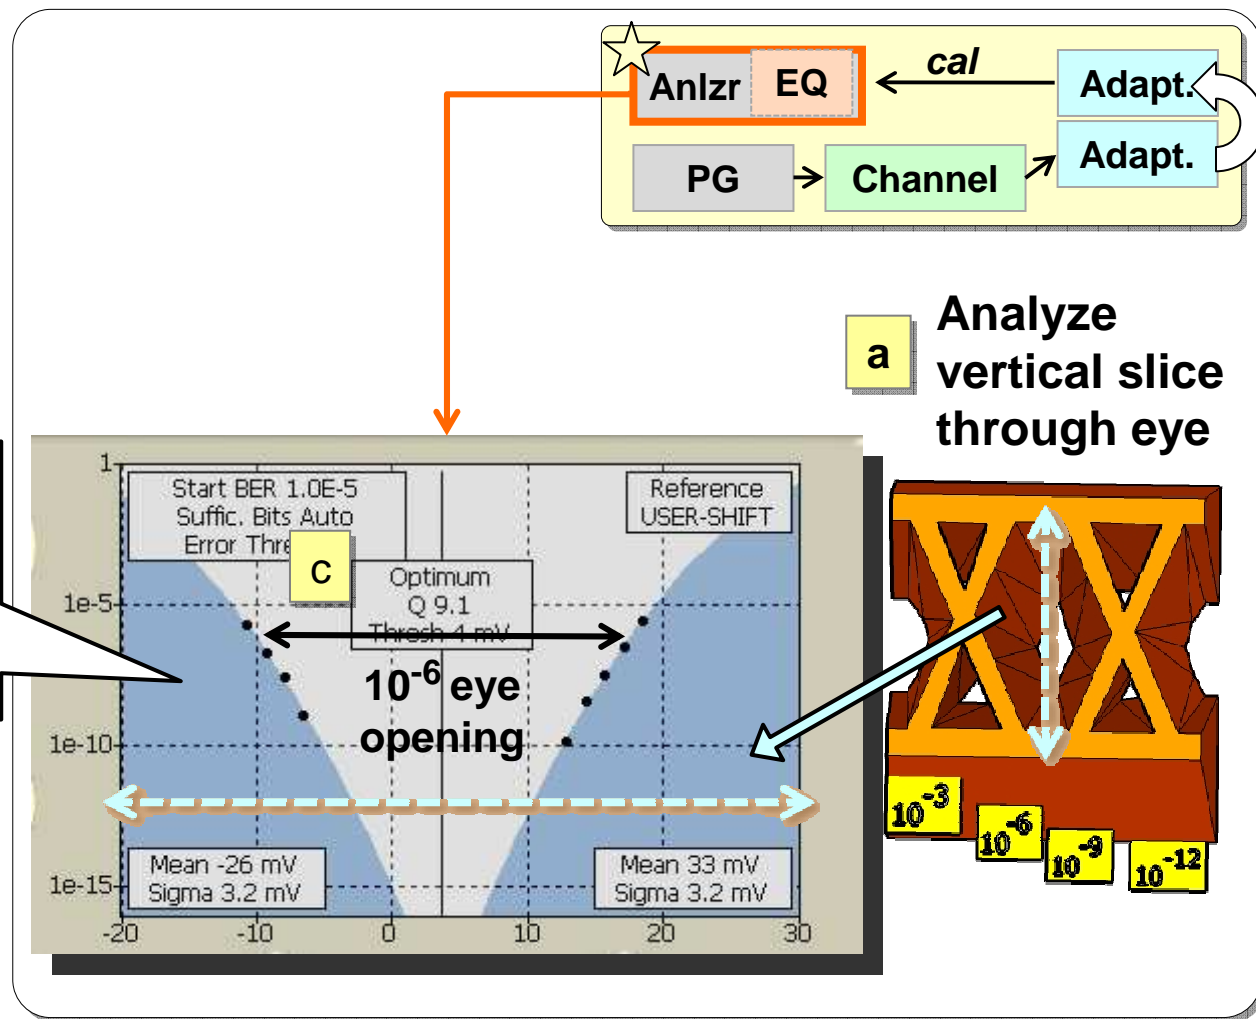 Anlzr EQ
cal
Adapt.
PG
Channel
Adapt.
a
Analyze
vertical slice
through eye
1
Start BER 1.0E-5
Suffic. Bits Auto
Error
c
Reference
USER-SHIFT
Optimum
Q 9.1
Thresh 4 mV
1e-5
10-6 eye
opening
1e-10
Mean -26 mV
Sigma 3.2 mV
Mean 33 mV
Sigma 3.2 mV
1e-15
-20 -10 0 10 20 30
10-3
10-6
10-9
10-12